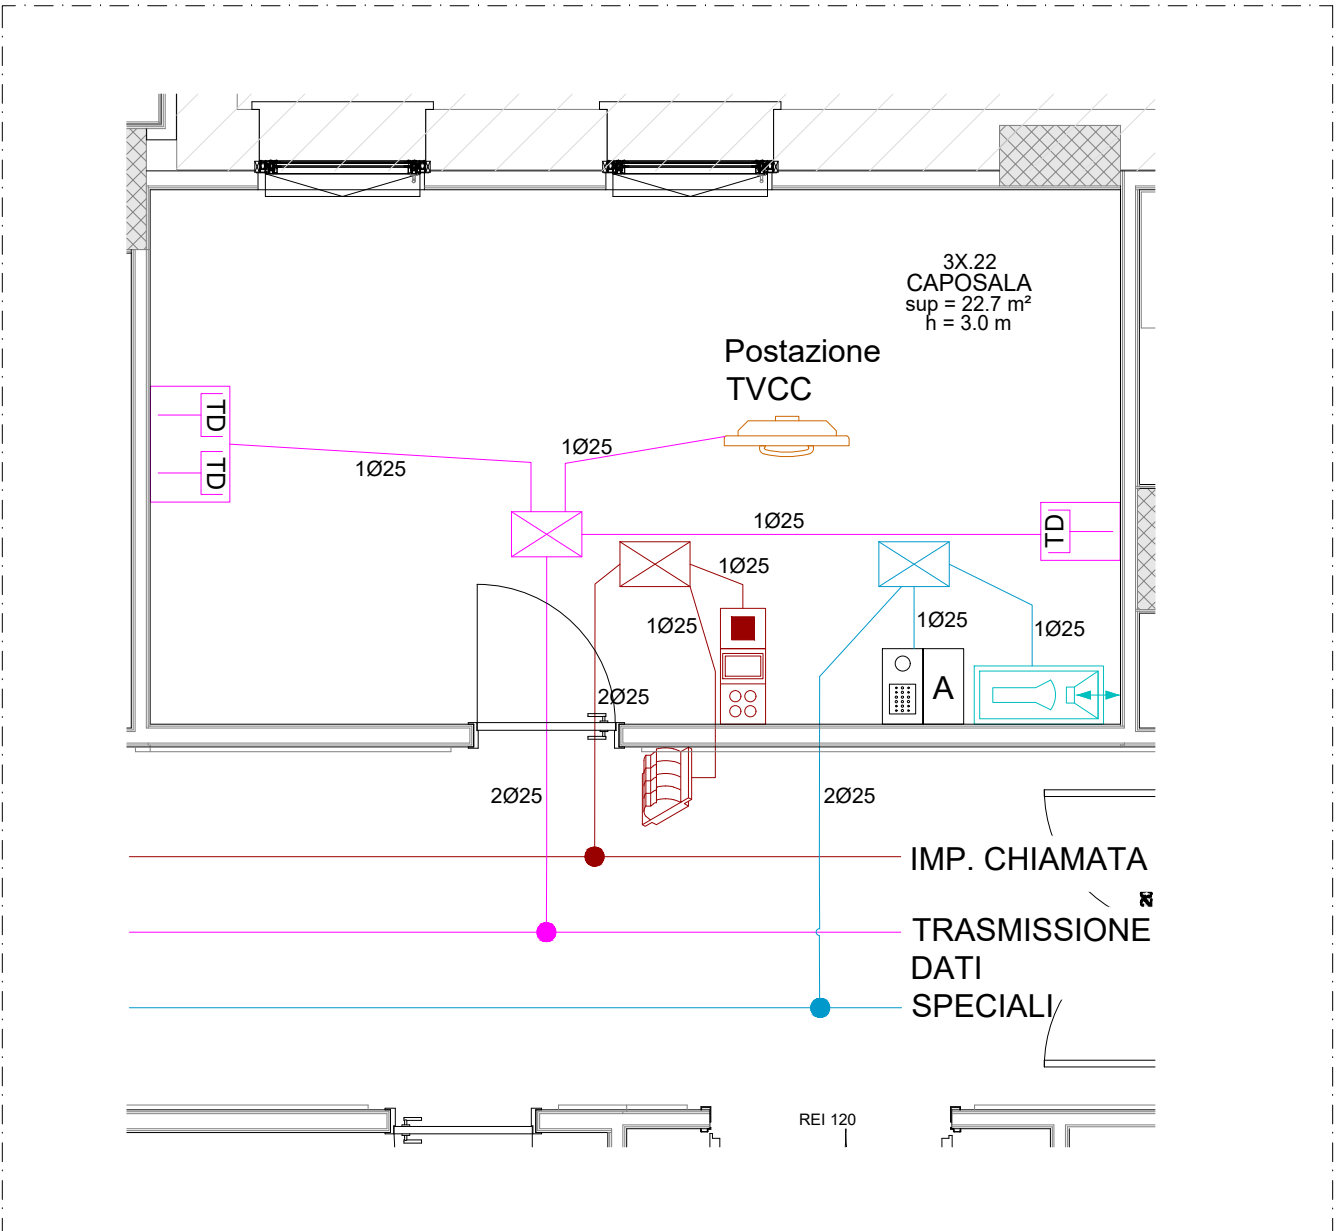 3X.22
CAPOSALA
sup = 22.7 m²
h = 3.0 m
Postazione
TVCC
TD
TD
1Ø25
1Ø25
1Ø25
TD
1Ø25
1Ø25
1Ø25
1Ø25
A
2Ø25
2Ø25
2Ø25
IMP. CHIAMATA
TRASMISSIONE
DATI
SPECIALI
REI 120